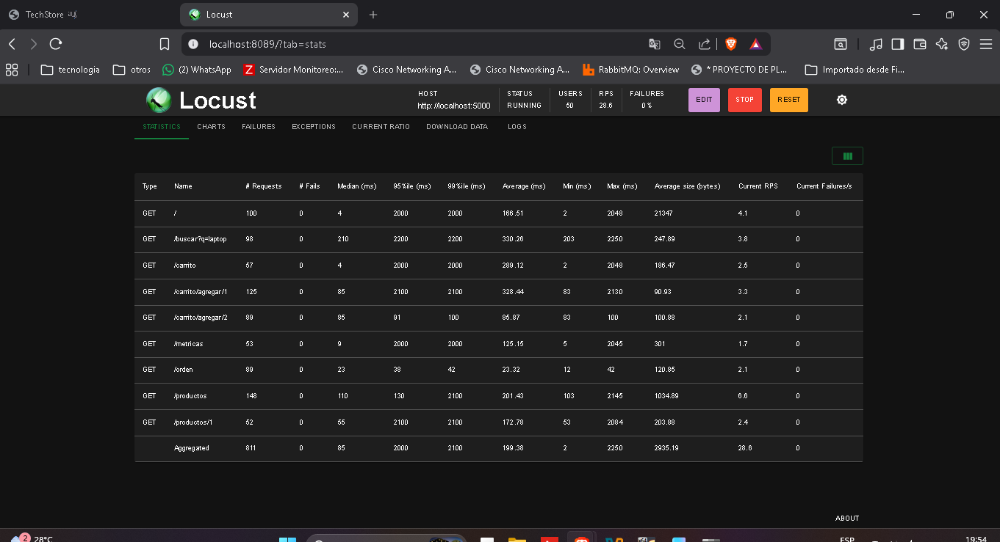 TechStore
Locust
localhost:8089/?tab=stats
tecnologia
otros
(2) WhatsApp
Z Servidor Monitoreo:...
Cisco Networking A...
Cisco Networking A...
RabbitMQ: Overview
* PROYECTO DE PL...
Importado desde Fi...
Locust
HOST
http://localhost:5000
STATUS
RUNNING
USERS
50
RPS
28.6
FAILURES
0 %
EDIT
STOP
RESET
STATISTICS CHARTS FAILURES EXCEPTIONS CURRENT RATIO DOWNLOAD DATA LOGS
Type Name # Requests # Fails Median (ms) 95%ile (ms) 99%ile (ms) Average (ms) Min (ms) Max (ms) Average size (bytes) Current RPS Current Failures/s
GET / 100 0 4 2000 2000 166.51 2 2048 21347 4.1 0
GET /buscar?q=laptop 98 0 210 2200 2200 330.26 203 2250 247.89 3.8 0
GET /carrito 57 0 4 2000 2000 289.12 2 2048 186.47 2.5 0
GET /carrito/agregar/1 125 0 85 2100 2100 328.44 83 2130 90.93 3.3 0
GET /carrito/agregar/2 89 0 85 91 100 85.87 83 100 100.88 2.1 0
GET /metricas 53 0 9 2000 2000 125.15 5 2045 301 1.7 0
GET /orden 89 0 23 38 42 23.32 12 42 120.85 2.1 0
GET /productos 148 0 110 130 2100 201.43 103 2145 1034.89 6.6 0
GET /productos/1 52 0 55 2100 2100 172.78 53 2084 203.88 2.4 0
Aggregated 811 0 85 2000 2100 199.38 2 2250 2935.19 28.6 0
ABOUT
2
28°C
ESP
19:54